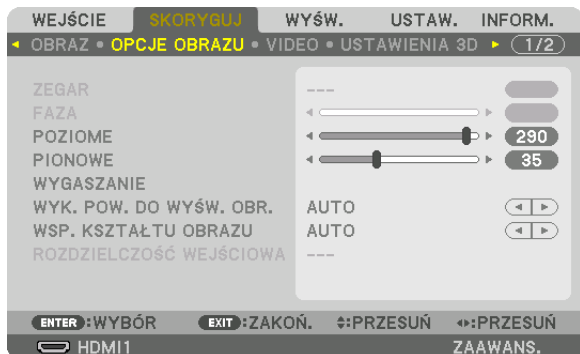 WEJŚCIE SKORYGUJ WYŚW. USTAW. INFORM.
OBRAZ • OPCJE OBRAZU • VIDEO • USTAWIENIA 3D 1/2
ZEGAR ---
FAZA
POZIOME 290
PIONOWE 35
WYGASZANIE
WYK. POW. DO WYŚW. OBR. AUTO
WSP. KSZTAŁTU OBRAZU AUTO
ROZDZIELCZOŚĆ WEJŚCIOWA ---
ENTER :WYBÓR EXIT :ZAKOŃ. :PRZESUŃ :PRZESUŃ
HDMI1 ZAAWANS.